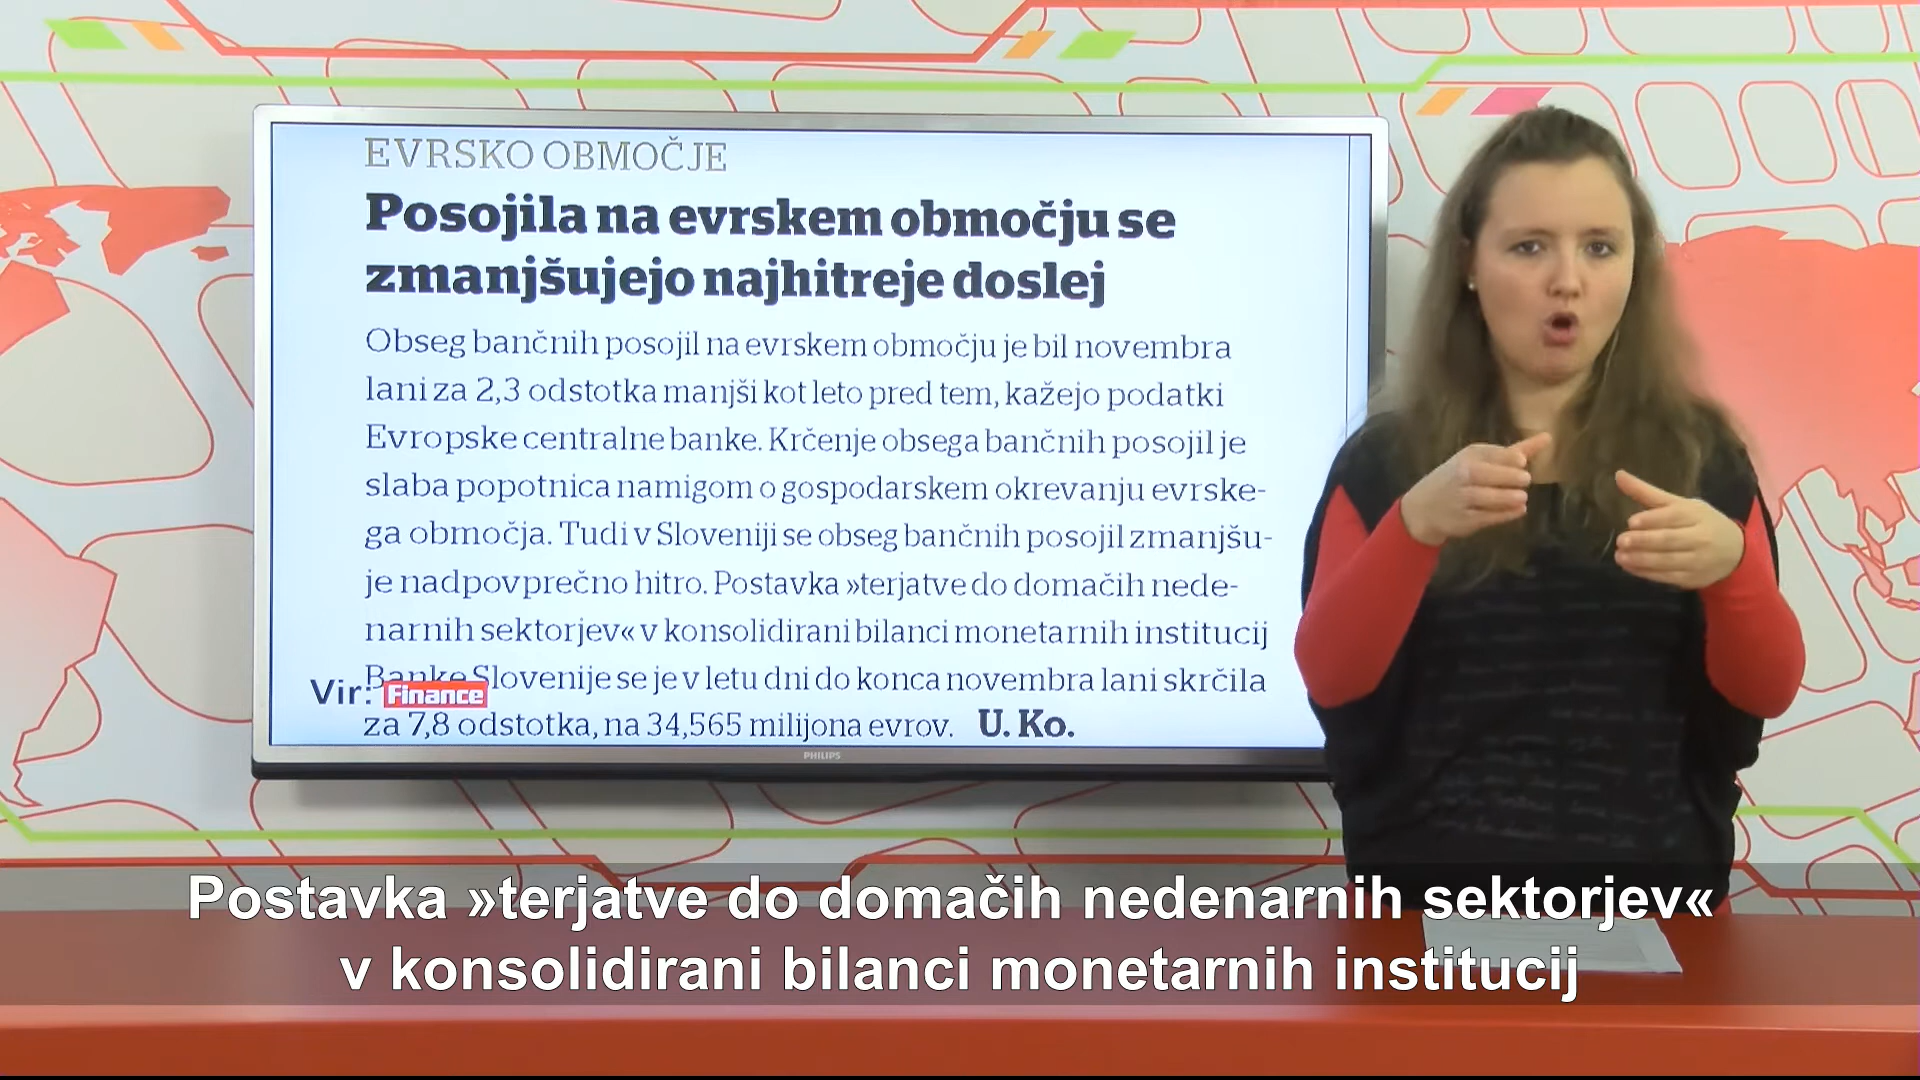 EVRSKO OBMOČJE
Posojila na evrskem območju se
zmanjšujejo najhitreje doslej
Obseg bančnih posojil na evrskem območju je bil novembra
lani za 2,3 odstotka manjši kot leto pred tem, kažejo podatki
Evropske centralne banke. Krčenje obsega bančnih posojil je
slaba popotnica namigom o gospodarskem okrevanju evrske-
ga območja. Tudi v Sloveniji se obseg bančnih posojil zmanjšu-
je nadpovprečno hitro. Postavka »terjatve do domačih nede-
narnih sektorjev« v konsolidirani bilanci monetarnih institucij
Banke Slovenije se je v letu dni do konca novembra lani skrčila
Vir: Finance
za 7,8 odstotka, na 34,565 milijona evrov. U. Ko.
PHILIPS
Postavka »terjatve do domačih nedenarnih sektorjev«
v konsolidirani bilanci monetarnih institucij